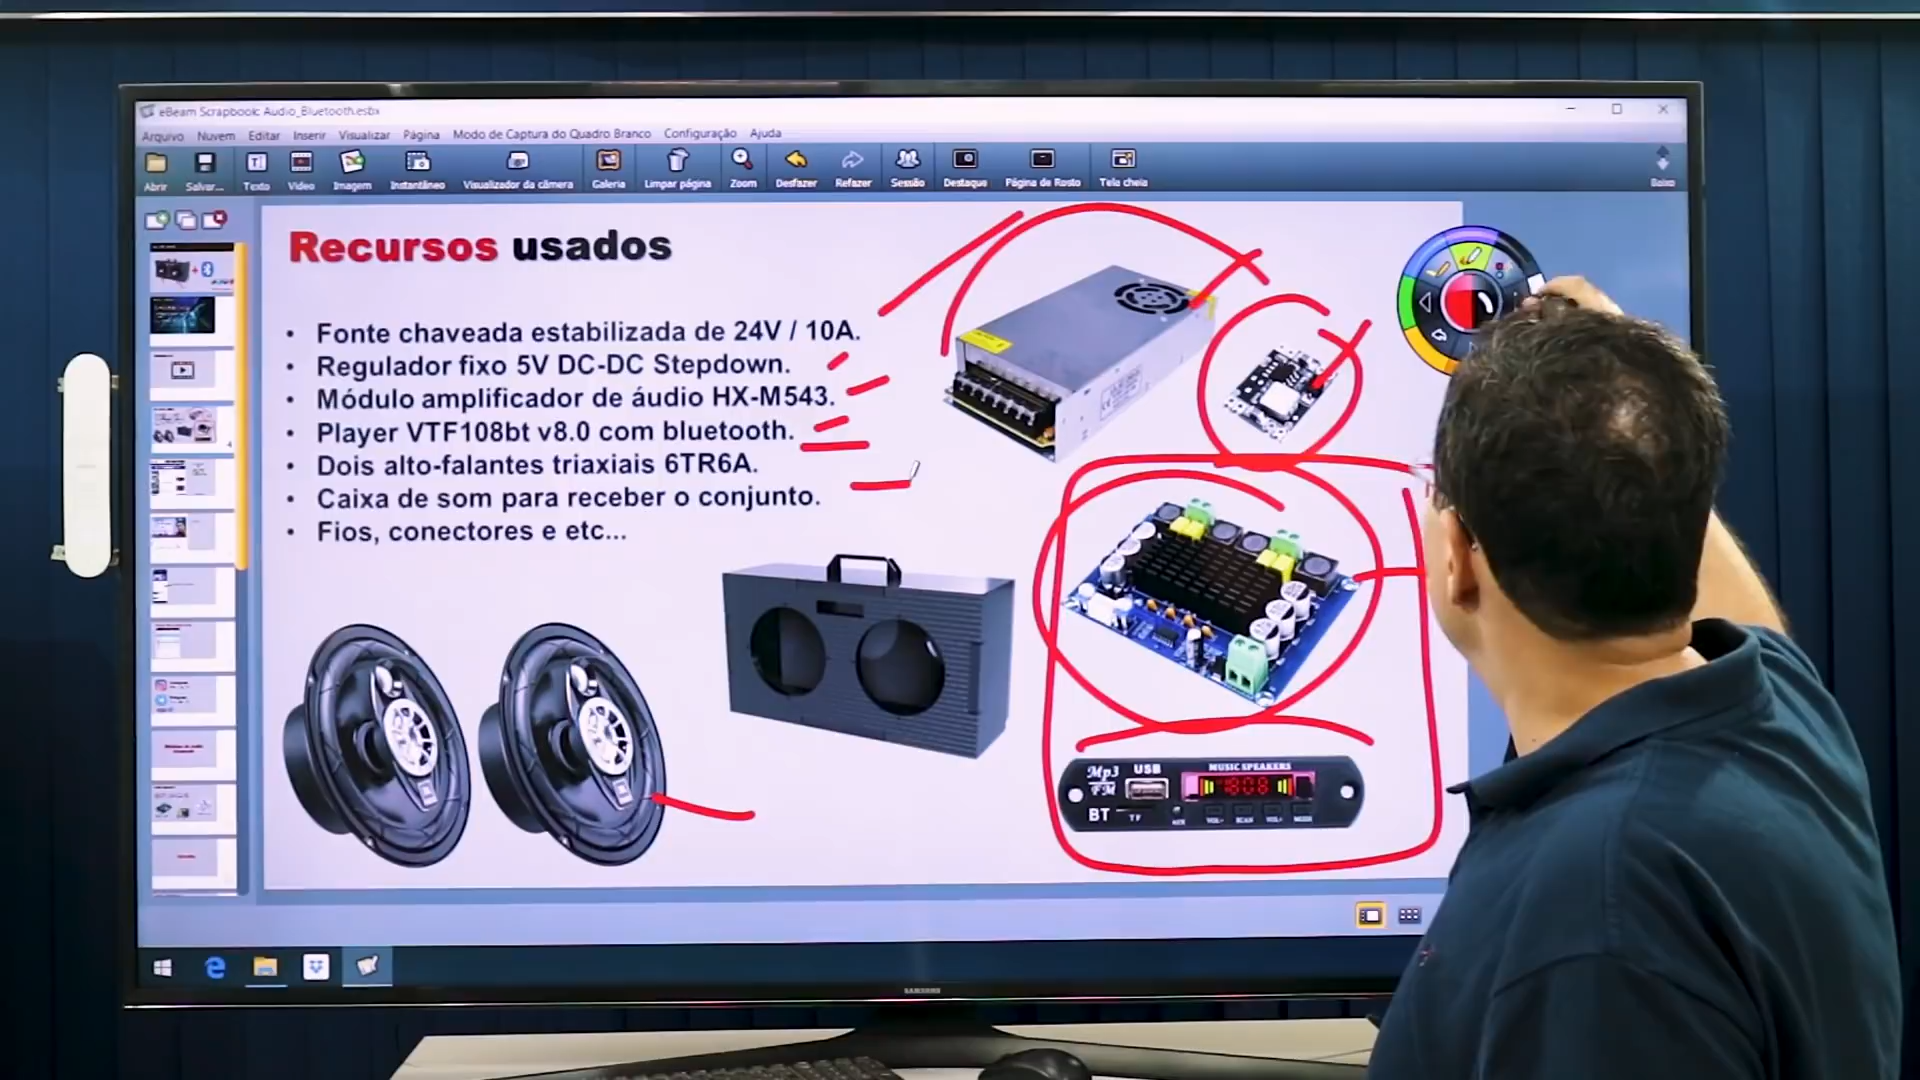 eBeam Scrapbook: Audio_Bluetooth.esbx
Arquivo Nuvem Editar Inserir Visualizar Página Modo de Captura do Quadro Branco Configuração Ajuda
Abrir Salvar... Texto Vídeo Imagem Instantâneo Visualizador da câmera Galeria Limpar página Zoom Desfazer Refazer Sessão Destaque Página de Rosto Tela cheia Baixo
Recursos usados
• Fonte chaveada estabilizada de 24V / 10A.
• Regulador fixo 5V DC-DC Stepdown.
• Módulo amplificador de áudio HX-M543.
• Player VTF108bt v8.0 com bluetooth.
• Dois alto-falantes triaxiais 6TR6A.
• Caixa de som para receber o conjunto.
• Fios, conectores e etc...
Mp3 USB MUSIC SPEAKERS
FM
BT TF
SAMSUNG